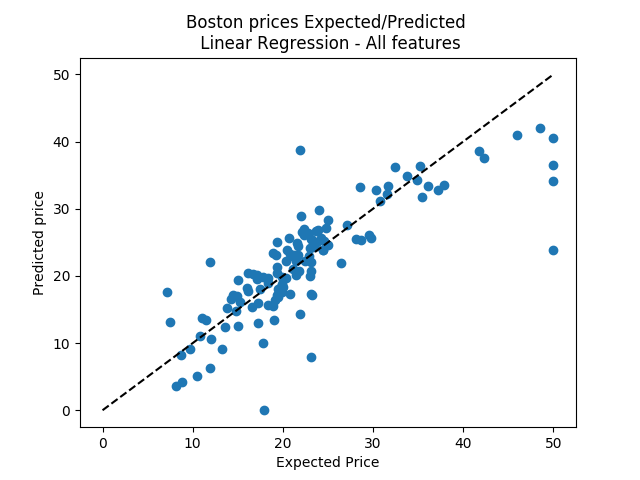 Boston prices Expected/Predicted
Linear Regression - All features
50
40
30
20
10
0
Predicted price
0 10 20 30 40 50
Expected Price